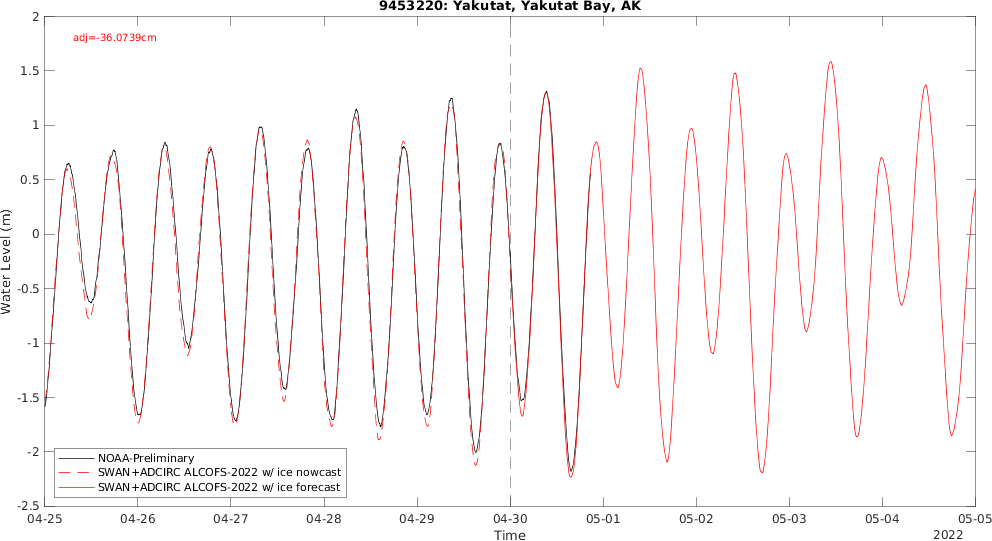 9453220: Yakutat, Yakutat Bay, AK
adj=-36.0739cm
2
1.5
1
0.5
0
-0.5
-1
-1.5
-2
-2.5
Water Level (m)
NOAA-Preliminary
SWAN+ADCIRC ALCOFS-2022 w/ ice nowcast
SWAN+ADCIRC ALCOFS-2022 w/ ice forecast
04-25 04-26 04-27 04-28 04-29 04-30 05-01 05-02 05-03 05-04 05-05
Time
2022